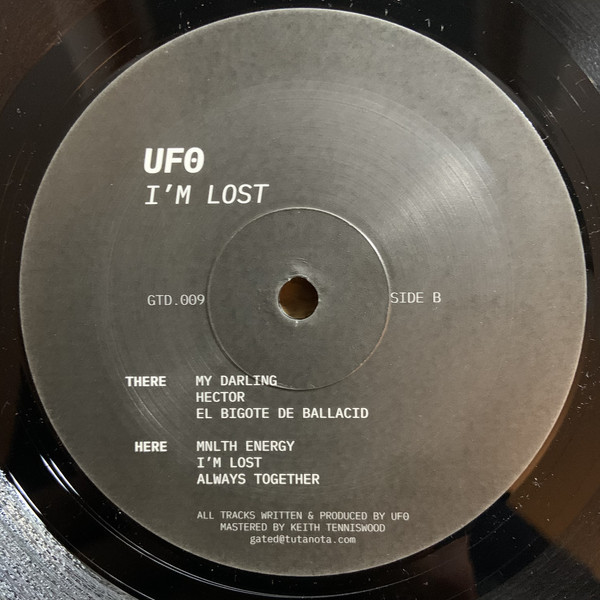 UF0
I'M LOST
GTD.009 SIDE B
THERE MY DARLING
HECTOR
EL BIGOTE DE BALLACID
HERE MNLTH ENERGY
I'M LOST
ALWAYS TOGETHER
ALL TRACKS WRITTEN & PRODUCED BY UF0
MASTERED BY KEITH TENNISWOOD
gated@tutanota.com